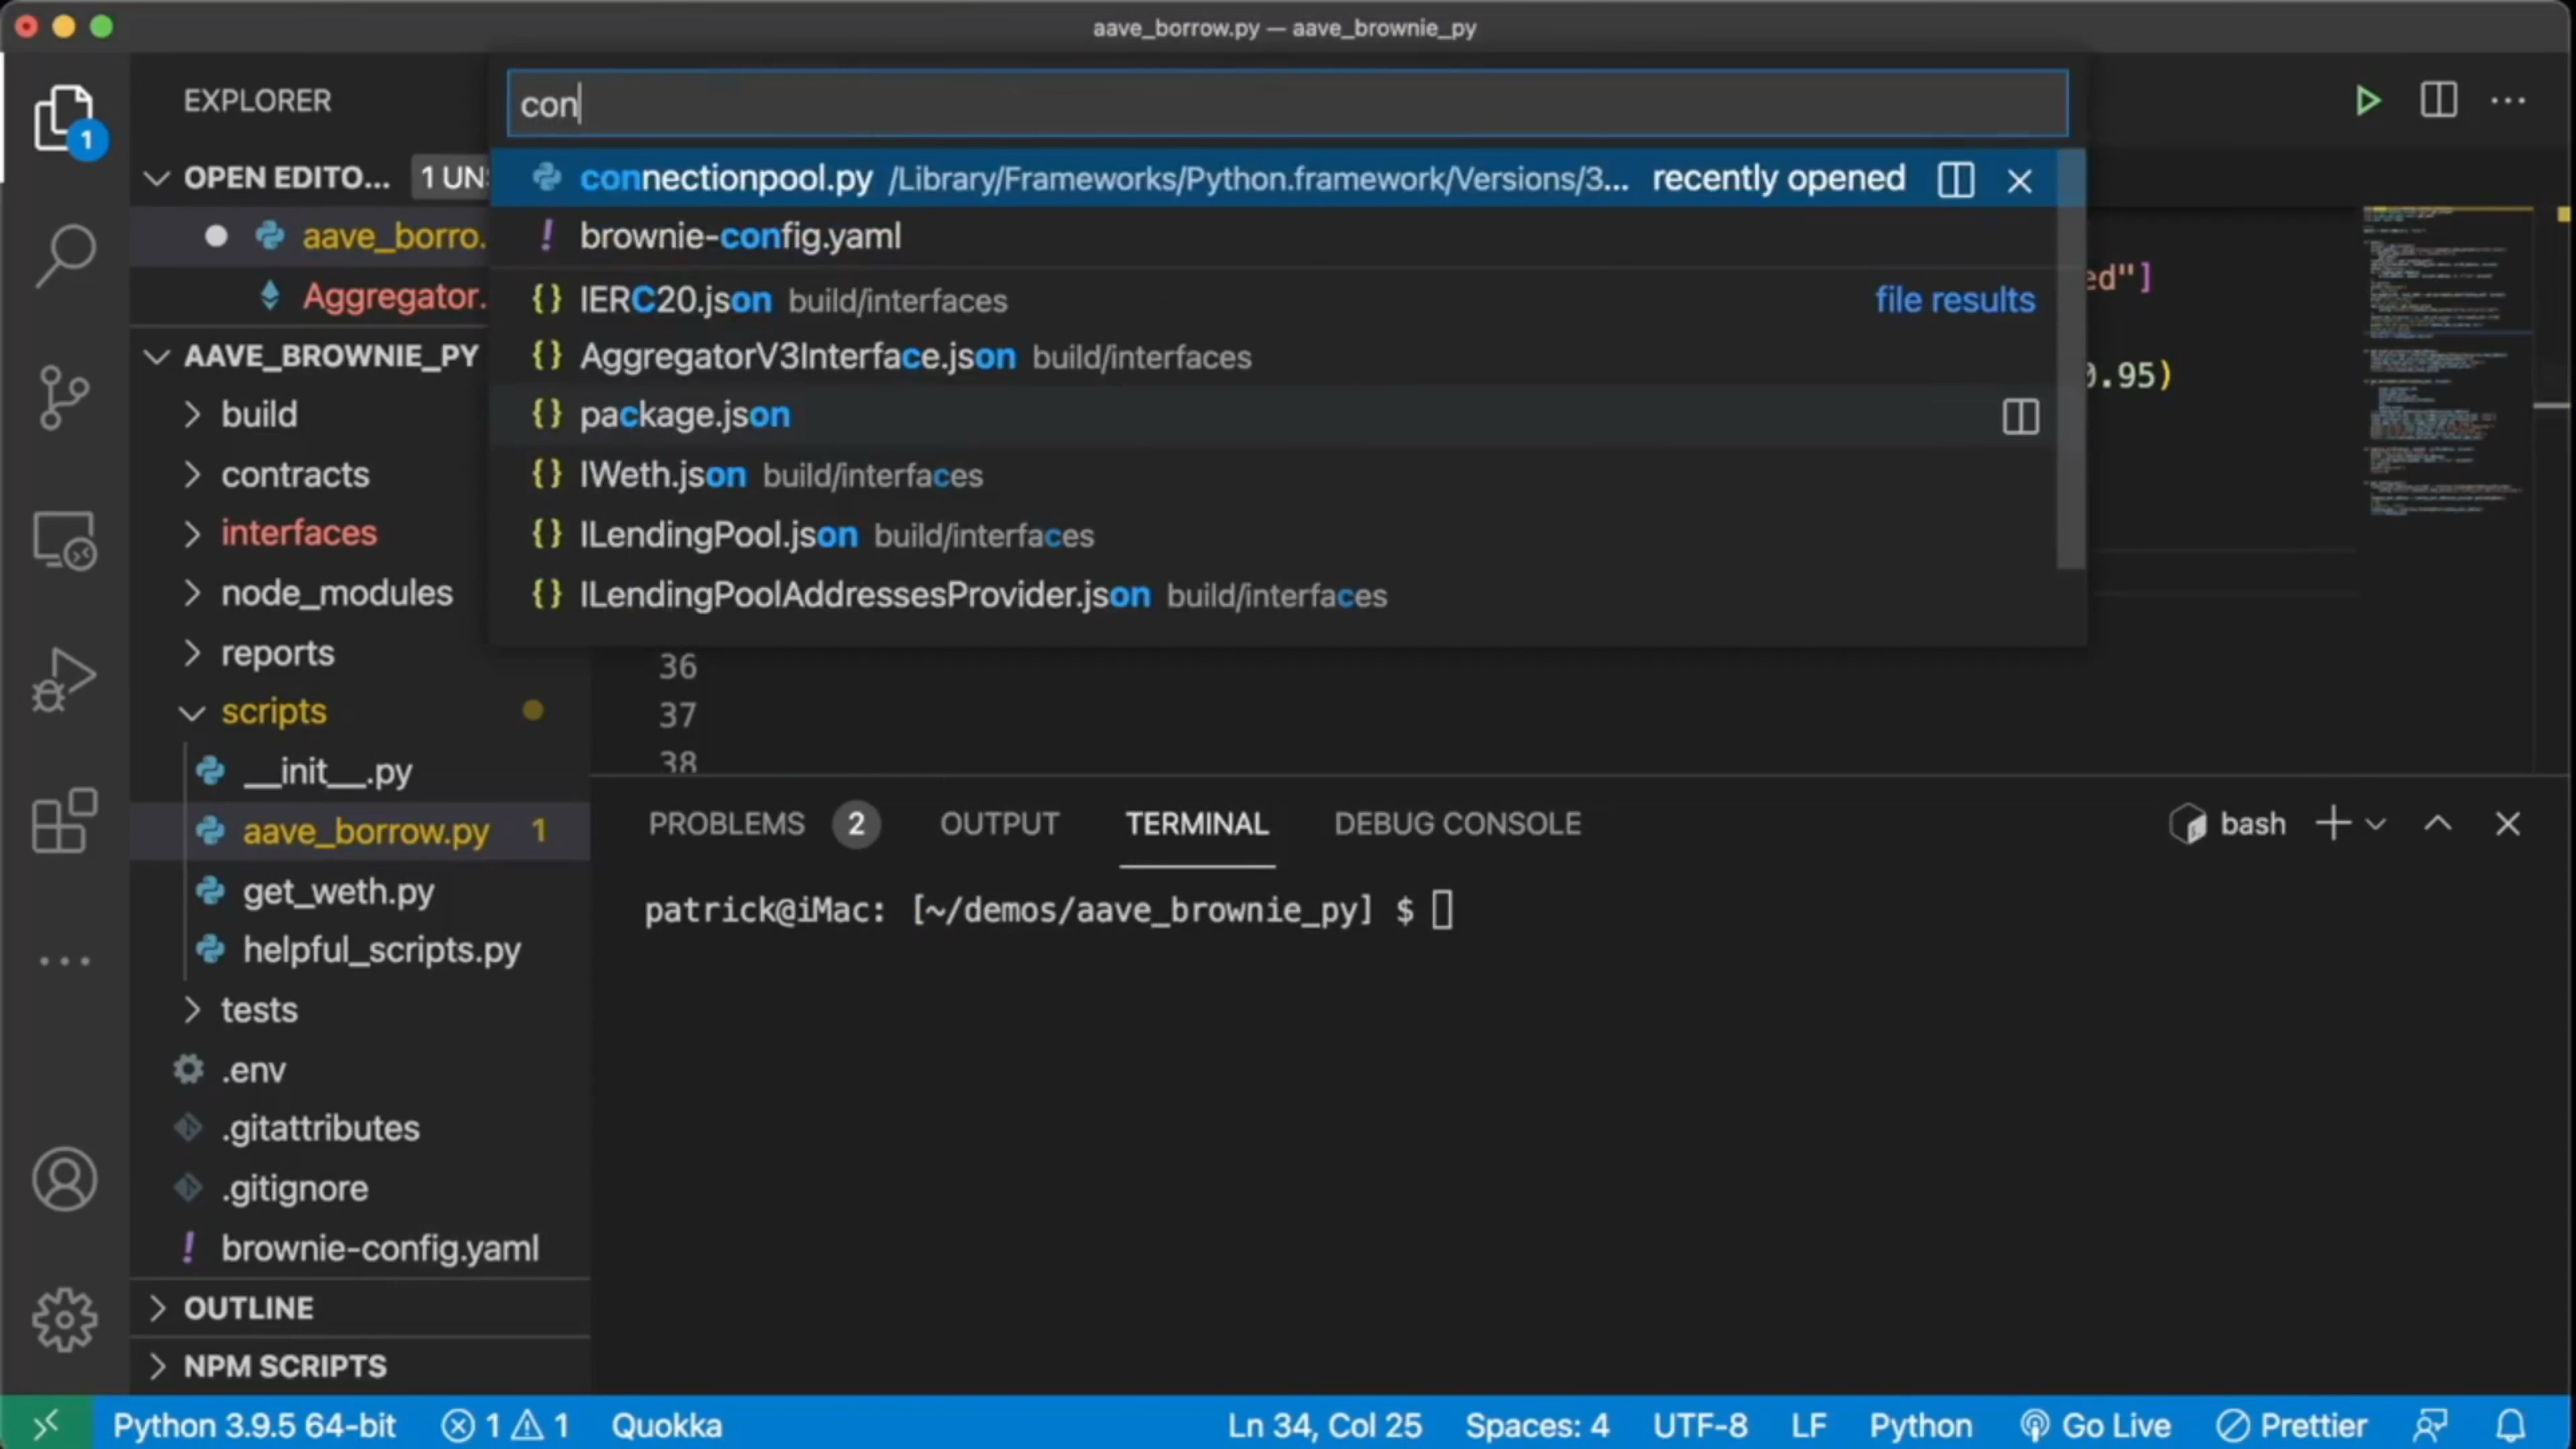 aave_borrow.py — aave_brownie_py
EXPLORER
con
1
OPEN EDITO... 1 UN
connectionpool.py /Library/Frameworks/Python.framework/Versions/3... recently opened
aave_borro.
brownie-config.yaml
Aggregator.
IERC20.json build/interfaces file results
ed"]
AAVE_BROWNIE_PY
AggregatorV3Interface.json build/interfaces
.95)
build
package.json
contracts
IWeth.json build/interfaces
interfaces
ILendingPool.json build/interfaces
node_modules
ILendingPoolAddressesProvider.json build/interfaces
reports
36
scripts
37
38
__init__.py
PROBLEMS 2 OUTPUT TERMINAL DEBUG CONSOLE bash
aave_borrow.py 1
get_weth.py
patrick@iMac: [~/demos/aave_brownie_py] $
helpful_scripts.py
tests
.env
.gitattributes
.gitignore
brownie-config.yaml
OUTLINE
NPM SCRIPTS
Python 3.9.5 64-bit 1 1 Quokka Ln 34, Col 25 Spaces: 4 UTF-8 LF Python Go Live Prettier